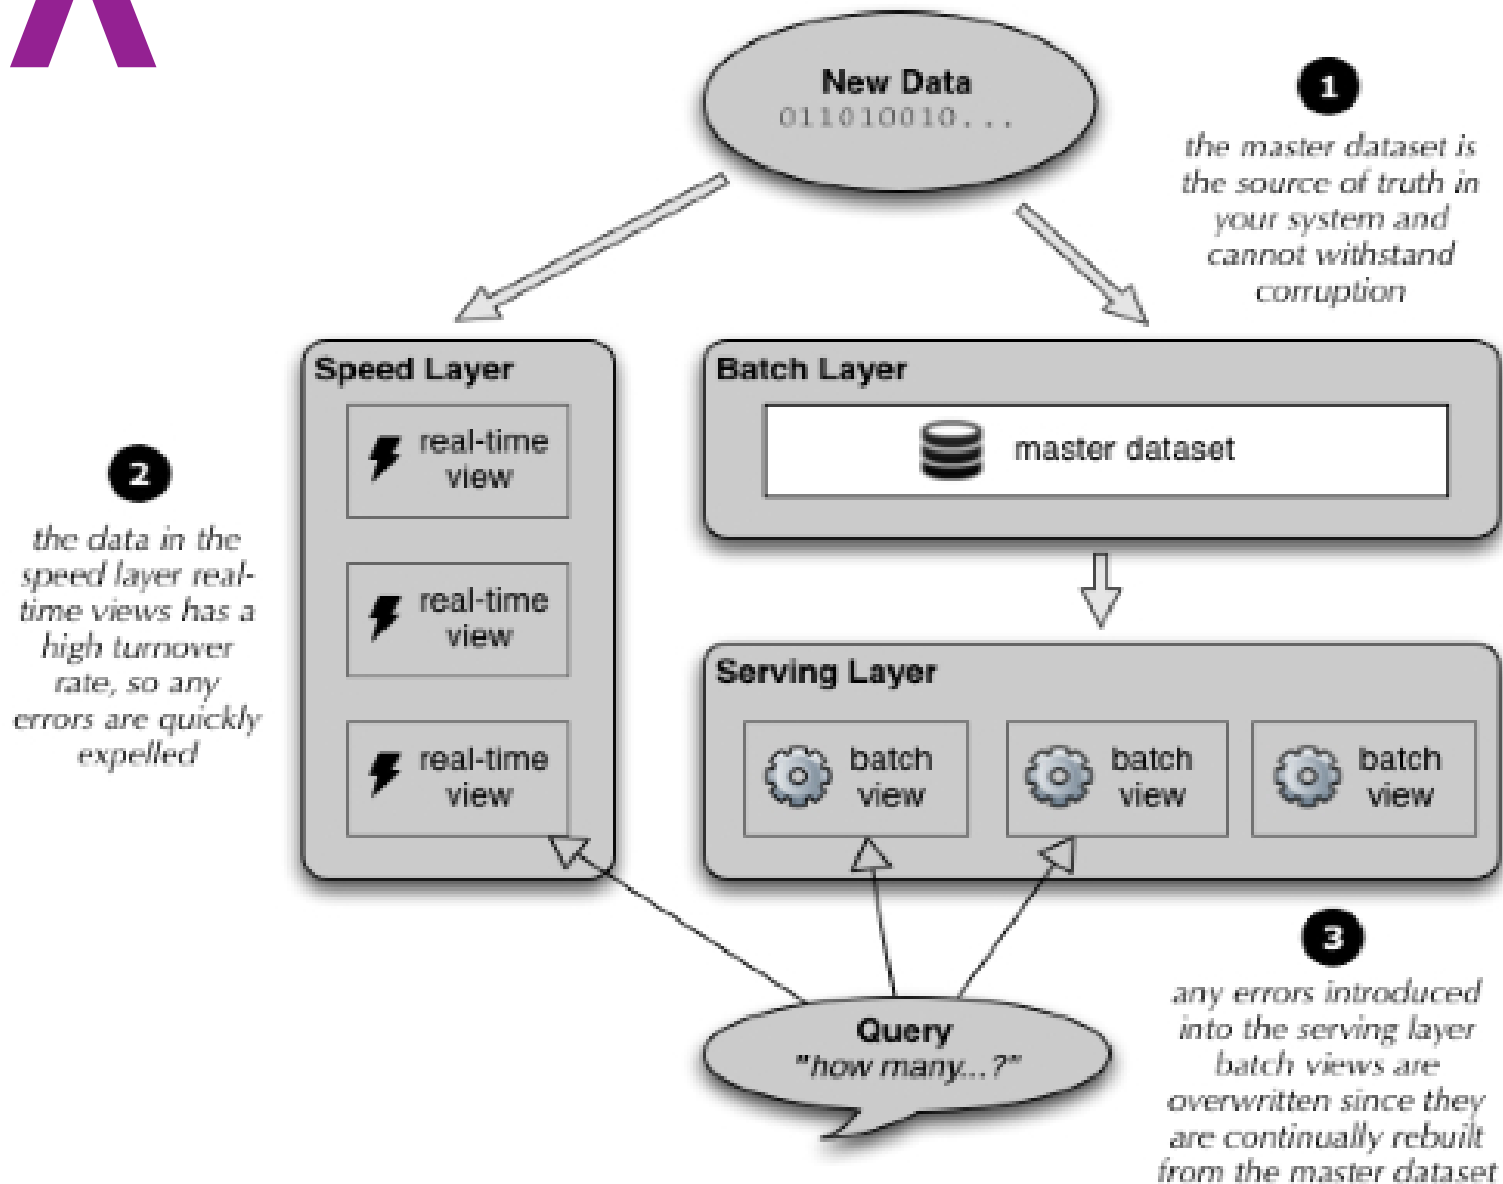 New Data
011010010...
1
the master dataset is
the source of truth in
your system and
cannot withstand
corruption
Speed Layer
real-time
view
real-time
view
real-time
view
Batch Layer
master dataset
2
the data in the
speed layer real-
time views has a
high turnover
rate, so any
errors are quickly
expelled
Serving Layer
batch
view
batch
view
batch
view
Query
"how many...?"
3
any errors introduced
into the serving layer
batch views are
overwritten since they
are continually rebuilt
from the master dataset